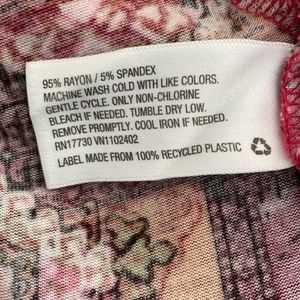 95% RAYON / 5% SPANDEX
MACHINE WASH COLD WITH LIKE COLORS.
GENTLE CYCLE. ONLY NON-CHLORINE
BLEACH IF NEEDED. TUMBLE DRY LOW.
REMOVE PROMPTLY. COOL IRON IF NEEDED.
RN17730 VN1102402
LABEL MADE FROM 100% RECYCLED PLASTIC